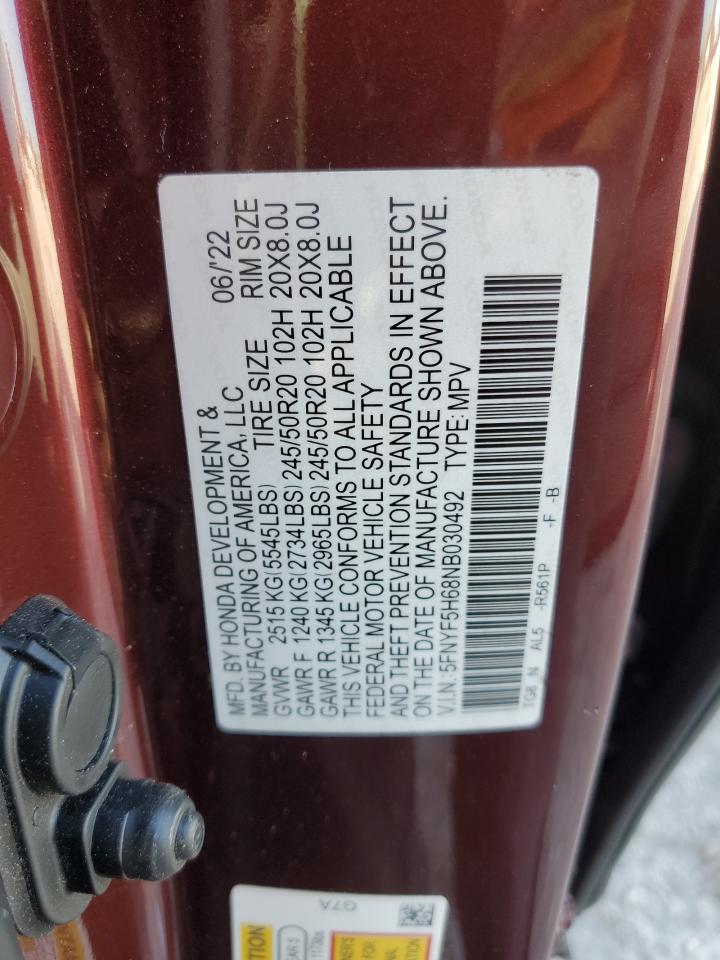 MFD. BY HONDA DEVELOPMENT &
MANUFACTURING OF AMERICA, LLC 06/'22
GVWR 2515 KG(5545LBS) TIRE SIZE RIM SIZE
GAWR F 1240 KG(2734LBS) 245/50R20 102H 20X8.0J
GAWR R 1345 KG(2965LBS) 245/50R20 102H 20X8.0J
THIS VEHICLE CONFORMS TO ALL APPLICABLE
FEDERAL MOTOR VEHICLE SAFETY
AND THEFT PREVENTION STANDARDS IN EFFECT
ON THE DATE OF MANUFACTURE SHOWN ABOVE.
V.I.N.: 5FNYF5H68NB030492 TYPE: MPV
TG8 N AL5 -R561P -F -B
G7A